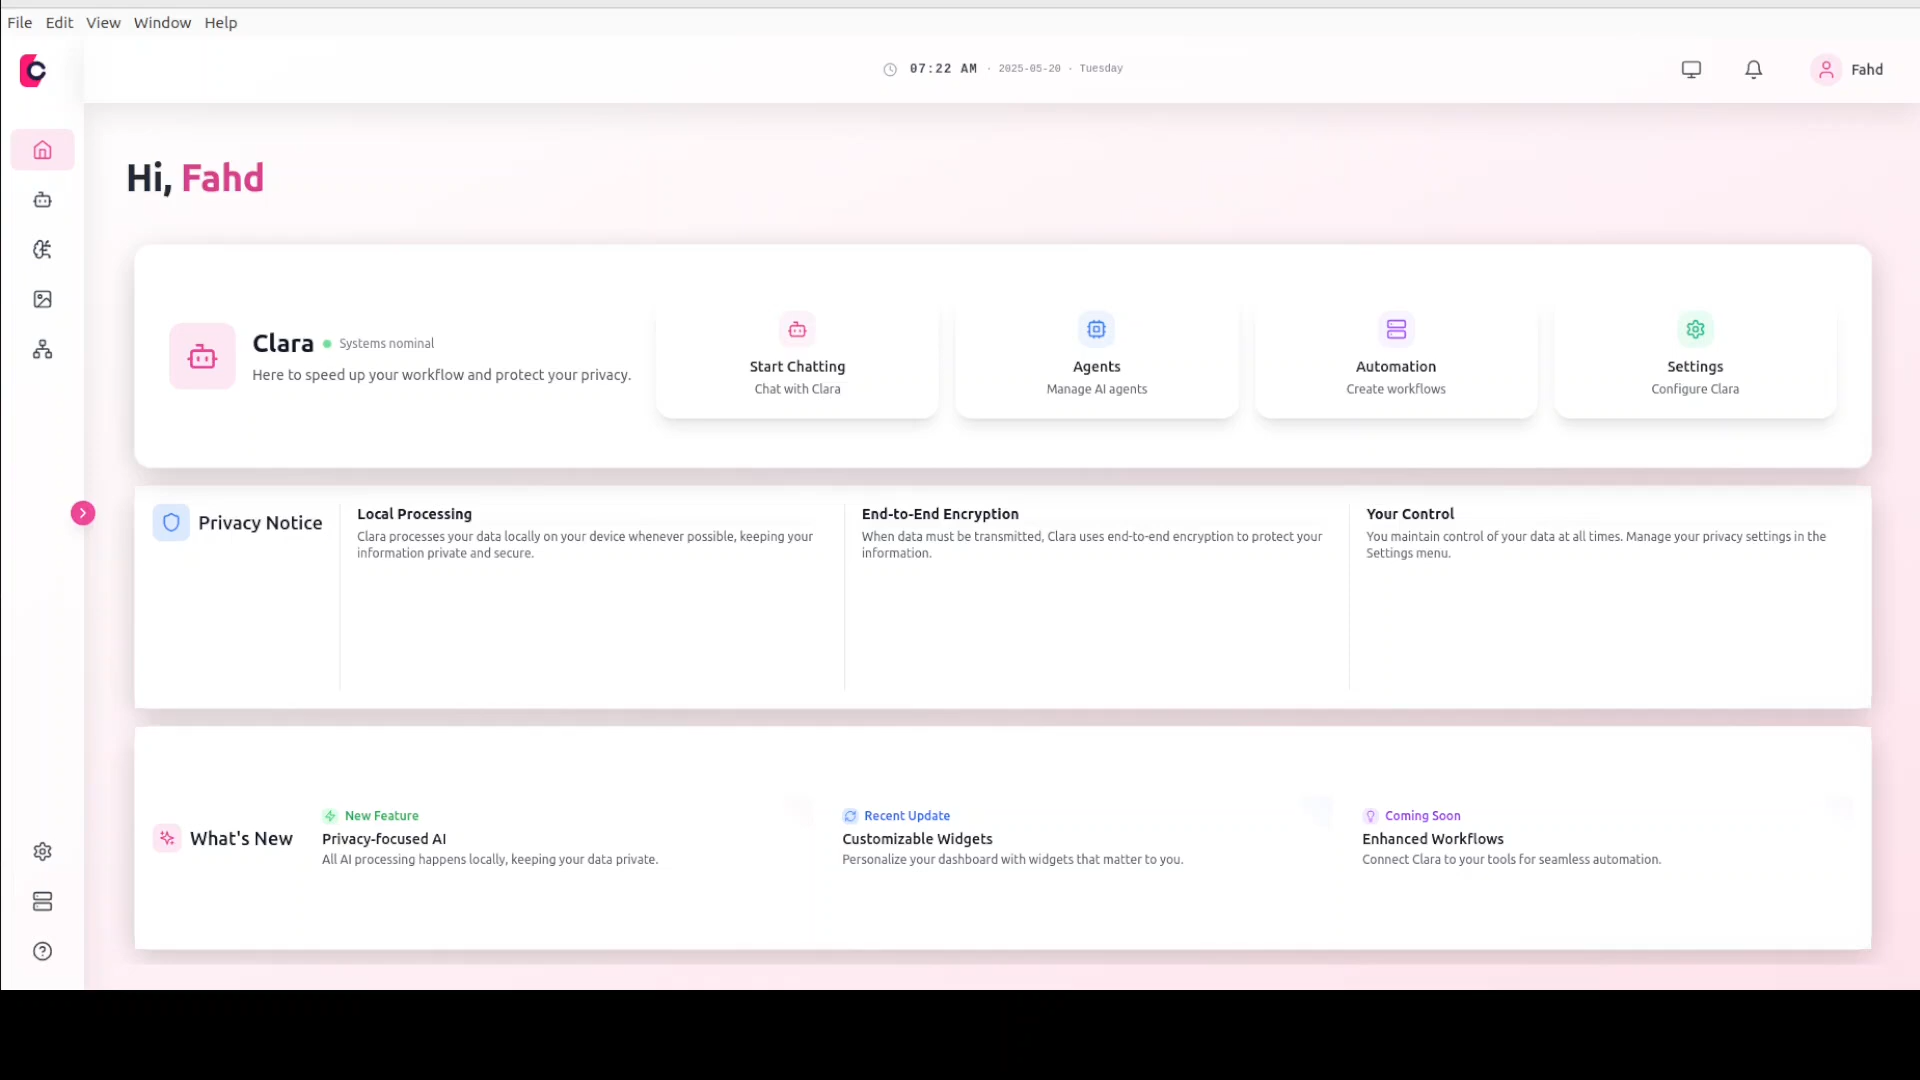 File Edit View Window Help
07:22 AM · 2025-05-20 · Tuesday
Fahd
Hi, Fahd
Clara Systems nominal
Here to speed up your workflow and protect your privacy.
Start Chatting
Chat with Clara
Agents
Manage AI agents
Automation
Create workflows
Settings
Configure Clara
Privacy Notice
Local Processing
Clara processes your data locally on your device whenever possible, keeping your
information private and secure.
End-to-End Encryption
When data must be transmitted, Clara uses end-to-end encryption to protect your
information.
Your Control
You maintain control of your data at all times. Manage your privacy settings in the
Settings menu.
What's New
New Feature
Privacy-focused AI
All AI processing happens locally, keeping your data private.
Recent Update
Customizable Widgets
Personalize your dashboard with widgets that matter to you.
Coming Soon
Enhanced Workflows
Connect Clara to your tools for seamless automation.